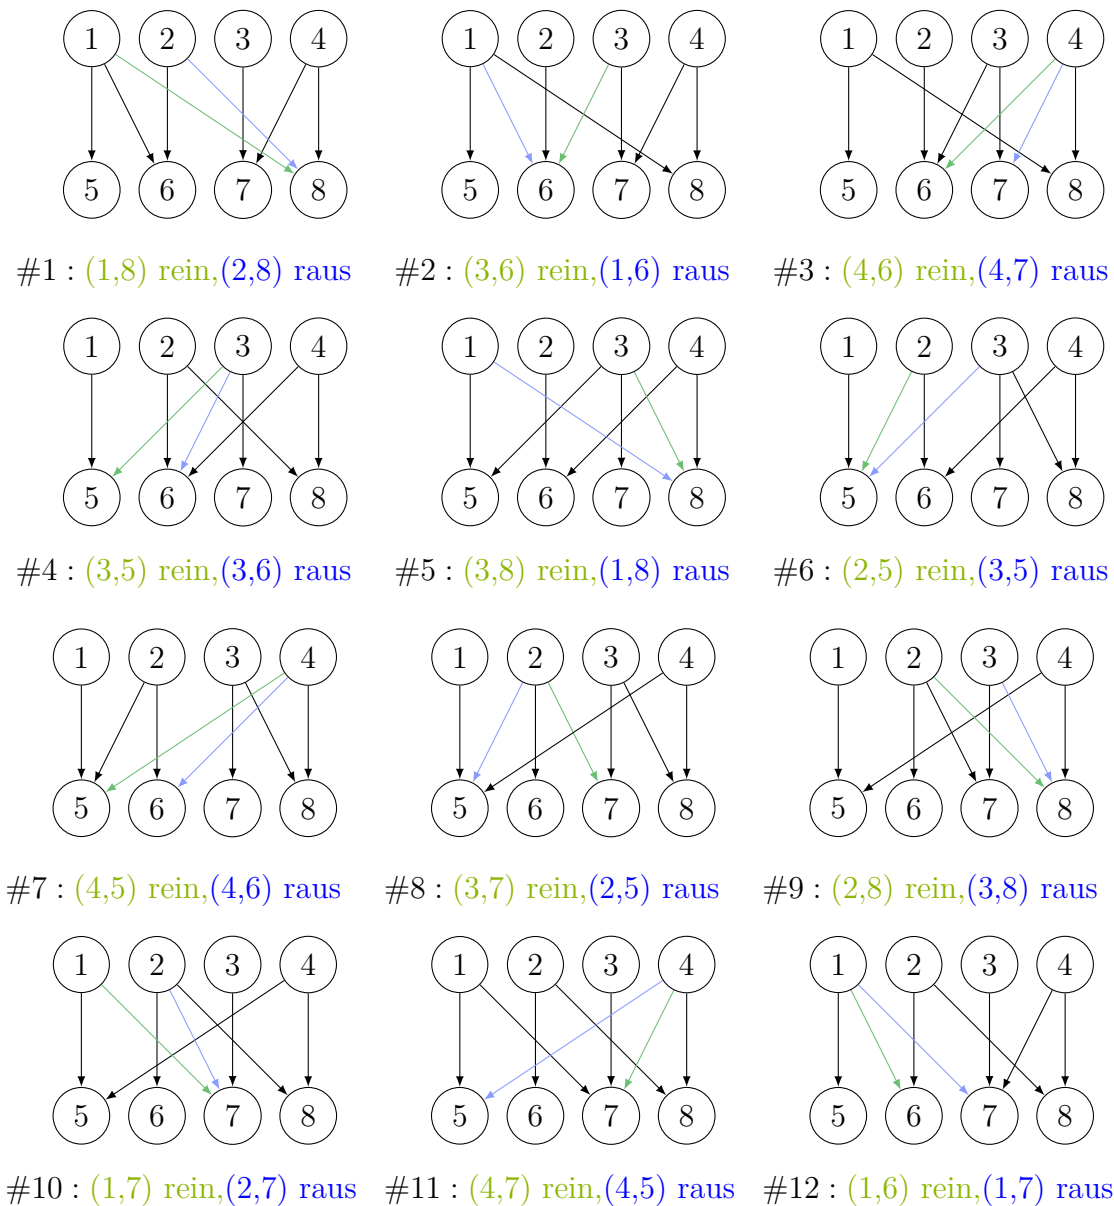 1 2 3 4 1 2 3 4 1 2 3 4
5 6 7 8 5 6 7 8 5 6 7 8
#1 : (1,8) rein,(2,8) raus #2 : (3,6) rein,(1,6) raus #3 : (4,6) rein,(4,7) raus
1 2 3 4 1 2 3 4 1 2 3 4
5 6 7 8 5 6 7 8 5 6 7 8
#4 : (3,5) rein,(3,6) raus #5 : (3,8) rein,(1,8) raus #6 : (2,5) rein,(3,5) raus
1 2 3 4 1 2 3 4 1 2 3 4
5 6 7 8 5 6 7 8 5 6 7 8
#7 : (4,5) rein,(4,6) raus #8 : (3,7) rein,(2,5) raus #9 : (2,8) rein,(3,8) raus
1 2 3 4 1 2 3 4 1 2 3 4
5 6 7 8 5 6 7 8 5 6 7 8
#10 : (1,7) rein,(2,7) raus #11 : (4,7) rein,(4,5) raus #12 : (1,6) rein,(1,7) raus